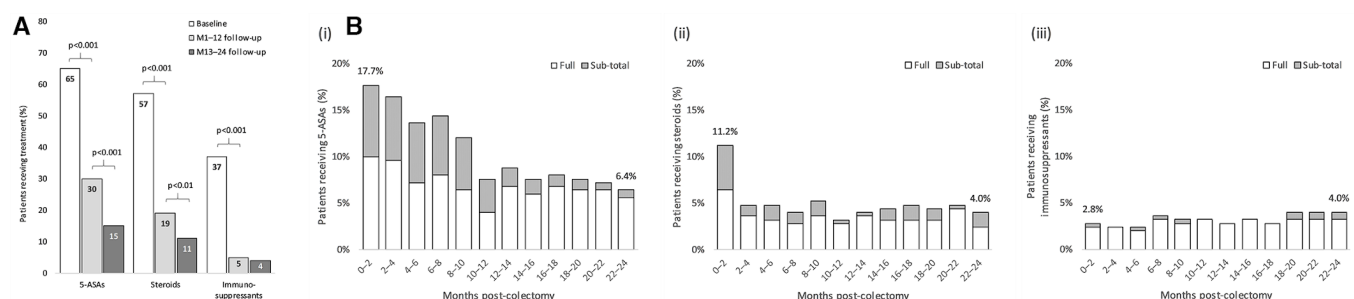 A
Patients receving treatment (%)
80
70
60
50
40
30
20
10
0
Baseline
M1–12 follow-up
M13–24 follow-up
p<0.001
p<0.001
p<0.001
p<0.001
p<0.01
65
30
15
57
19
11
37
5
4
5-ASAs
Steroids
Immuno-
suppressants
B
(i)
Patients receiving 5-ASAs (%)
20%
15%
10%
5%
0%
Full
Sub-total
17.7%
6.4%
0–2
2–4
4–6
6–8
8–10
10–12
12–14
14–16
16–18
18–20
20–22
22–24
Months post-colectomy
(ii)
Patients receiving steroids (%)
20%
15%
10%
5%
0%
Full
Sub-total
11.2%
4.0%
0–2
2–4
4–6
6–8
8–10
10–12
12–14
14–16
16–18
18–20
20–22
22–24
Months post-colectomy
(iii)
Patients receiving
immunosuppressants (%)
20%
15%
10%
5%
0%
Full
Sub-total
2.8%
4.0%
0–2
2–4
4–6
6–8
8–10
10–12
12–14
14–16
16–18
18–20
20–22
22–24
Months post-colectomy